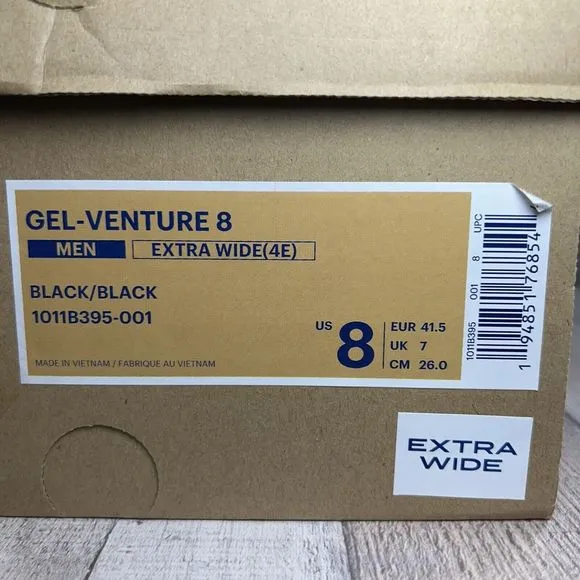 GEL-VENTURE 8
MEN EXTRA WIDE(4E)
BLACK/BLACK
1011B395-001
US 8
EUR 41.5
UK 7
CM 26.0
MADE IN VIETNAM / FABRIQUE AU VIETNAM
1011B395 001 8 UPC
1 94851 76854
EXTRA
WIDE